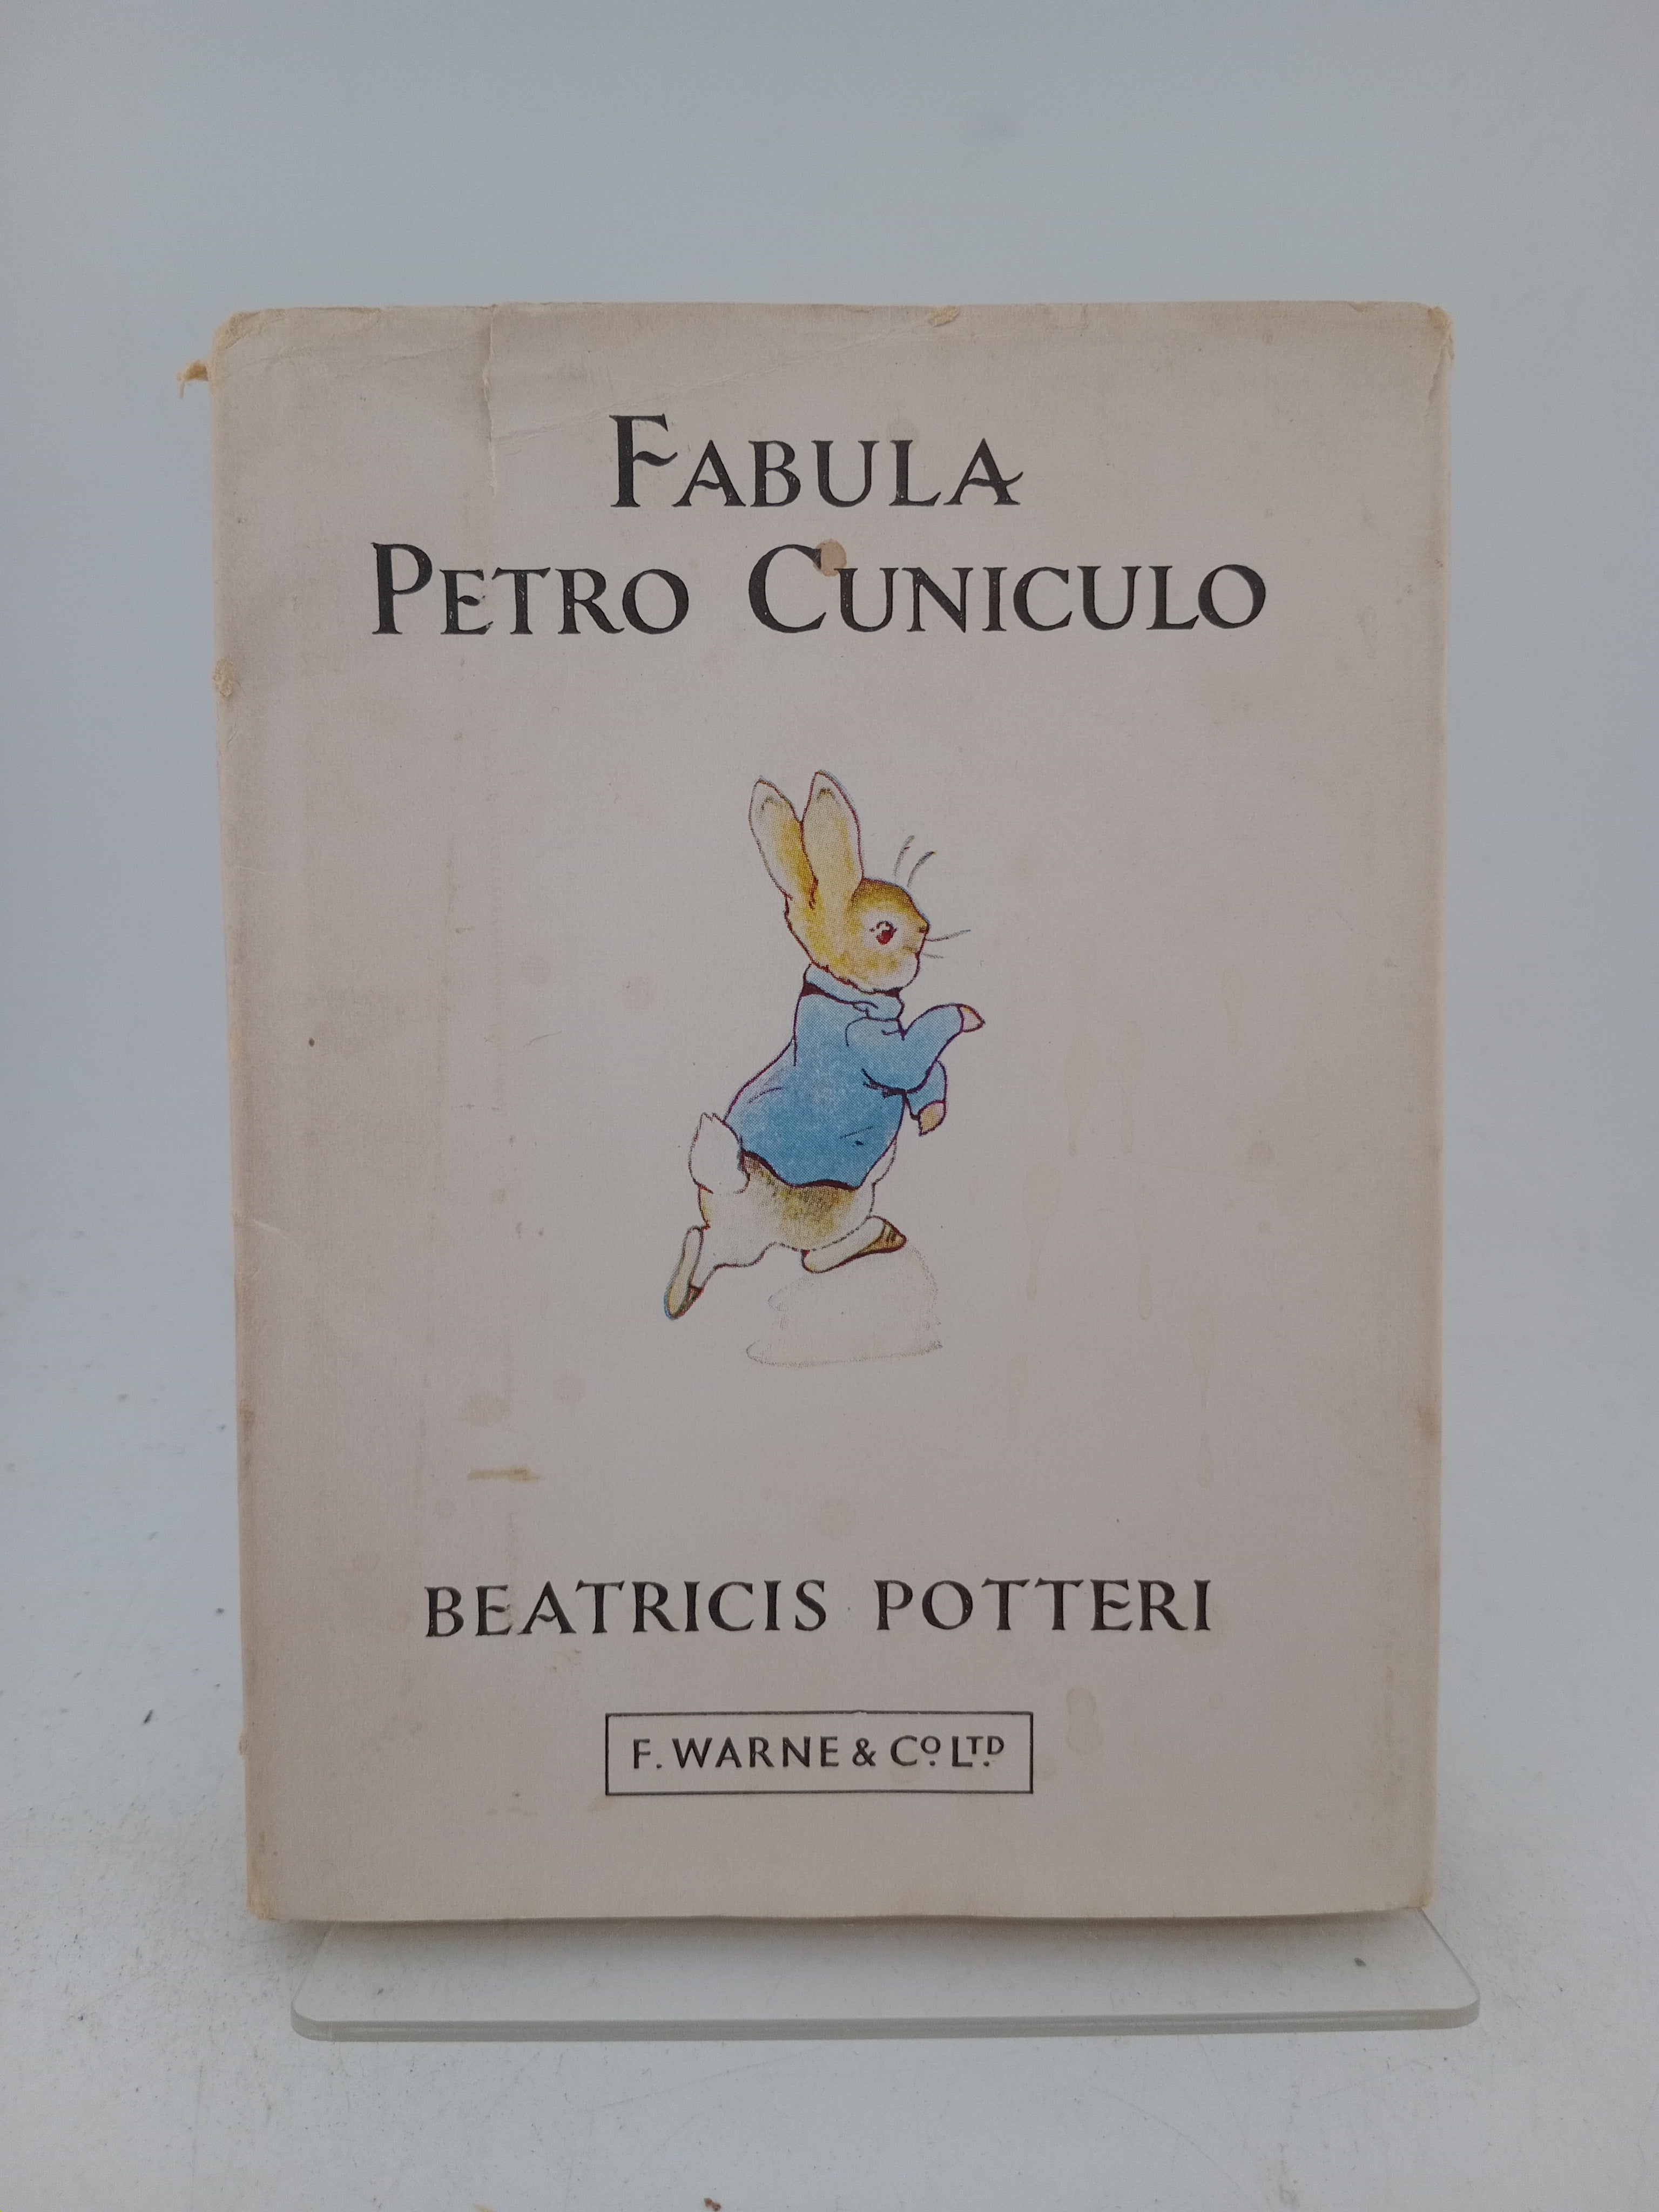 FABULA
PETRO CUNICULO
BEATRICIS POTTERI
F. WARNE & Cº LTD